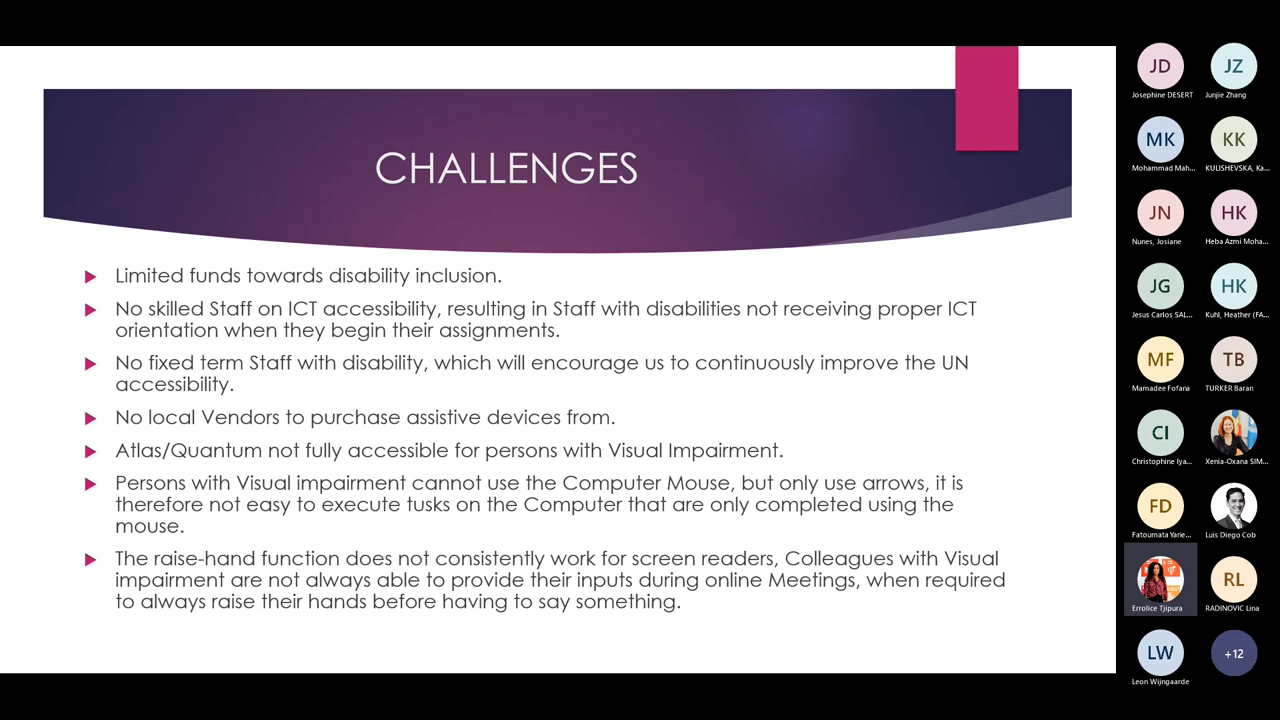 CHALLENGES
Limited funds towards disability inclusion.
No skilled Staff on ICT accessibility, resulting in Staff with disabilities not receiving proper ICT
orientation when they begin their assignments.
No fixed term Staff with disability, which will encourage us to continuously improve the UN
accessibility.
No local Vendors to purchase assistive devices from.
Atlas/Quantum not fully accessible for persons with Visual Impairment.
Persons with Visual impairment cannot use the Computer Mouse, but only use arrows, it is
therefore not easy to execute tusks on the Computer that are only completed using the
mouse.
The raise-hand function does not consistently work for screen readers, Colleagues with Visual
impairment are not always able to provide their inputs during online Meetings, when required
to always raise their hands before having to say something.
JD JZ
Josephine DESERT Junjie Zhang
MK KK
Mohammad Mah... KULISHEVSKA, Ka...
JN HK
Nunes, Josiane Heba Azmi Moha...
JG HK
Jesus Carlos SAL... Kuhl, Heather (FA...
MF TB
Mamadee Fofana TURKER Baran
CI
Christophine Iya... Xenia-Oxana SIM...
FD
Fatoumata Yarie... Luis Diego Cob
RL
Errolice Tjipura RADINOVIC Lina
LW +12
Leon Wijngaarde